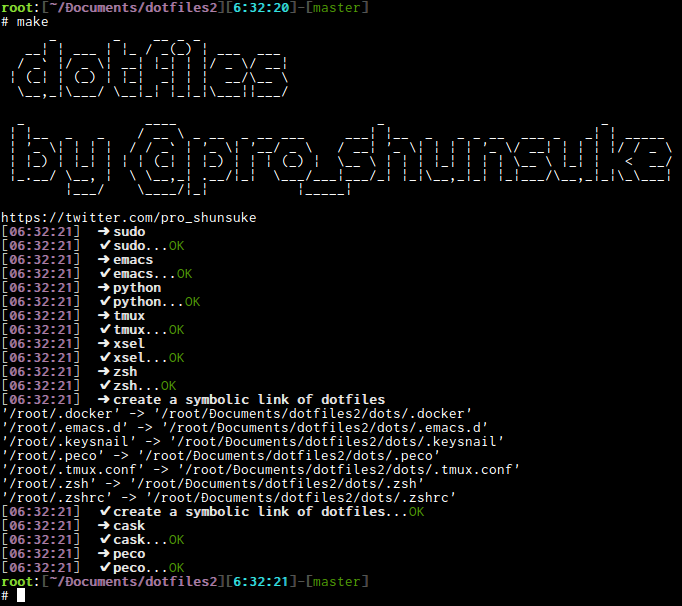 root:[~/Documents/dotfiles2][6:32:20]-[master]
# make
dotfiles
by @pro_shunsuke
https://twitter.com/pro_shunsuke
[06:32:21] ➜ sudo
[06:32:21] ✔ sudo...OK
[06:32:21] ➜ emacs
[06:32:21] ✔ emacs...OK
[06:32:21] ➜ python
[06:32:21] ✔ python...OK
[06:32:21] ➜ tmux
[06:32:21] ✔ tmux...OK
[06:32:21] ➜ xsel
[06:32:21] ✔ xsel...OK
[06:32:21] ➜ zsh
[06:32:21] ✔ zsh...OK
[06:32:21] ➜ create a symbolic link of dotfiles
'/root/.docker' -> '/root/Documents/dotfiles2/dots/.docker'
'/root/.emacs.d' -> '/root/Documents/dotfiles2/dots/.emacs.d'
'/root/.keysnail' -> '/root/Documents/dotfiles2/dots/.keysnail'
'/root/.peco' -> '/root/Documents/dotfiles2/dots/.peco'
'/root/.tmux.conf' -> '/root/Documents/dotfiles2/dots/.tmux.conf'
'/root/.zsh' -> '/root/Documents/dotfiles2/dots/.zsh'
'/root/.zshrc' -> '/root/Documents/dotfiles2/dots/.zshrc'
[06:32:21] ✔ create a symbolic link of dotfiles...OK
[06:32:21] ➜ cask
[06:32:21] ✔ cask...OK
[06:32:21] ➜ peco
[06:32:21] ✔ peco...OK
root:[~/Documents/dotfiles2][6:32:21]-[master]
#